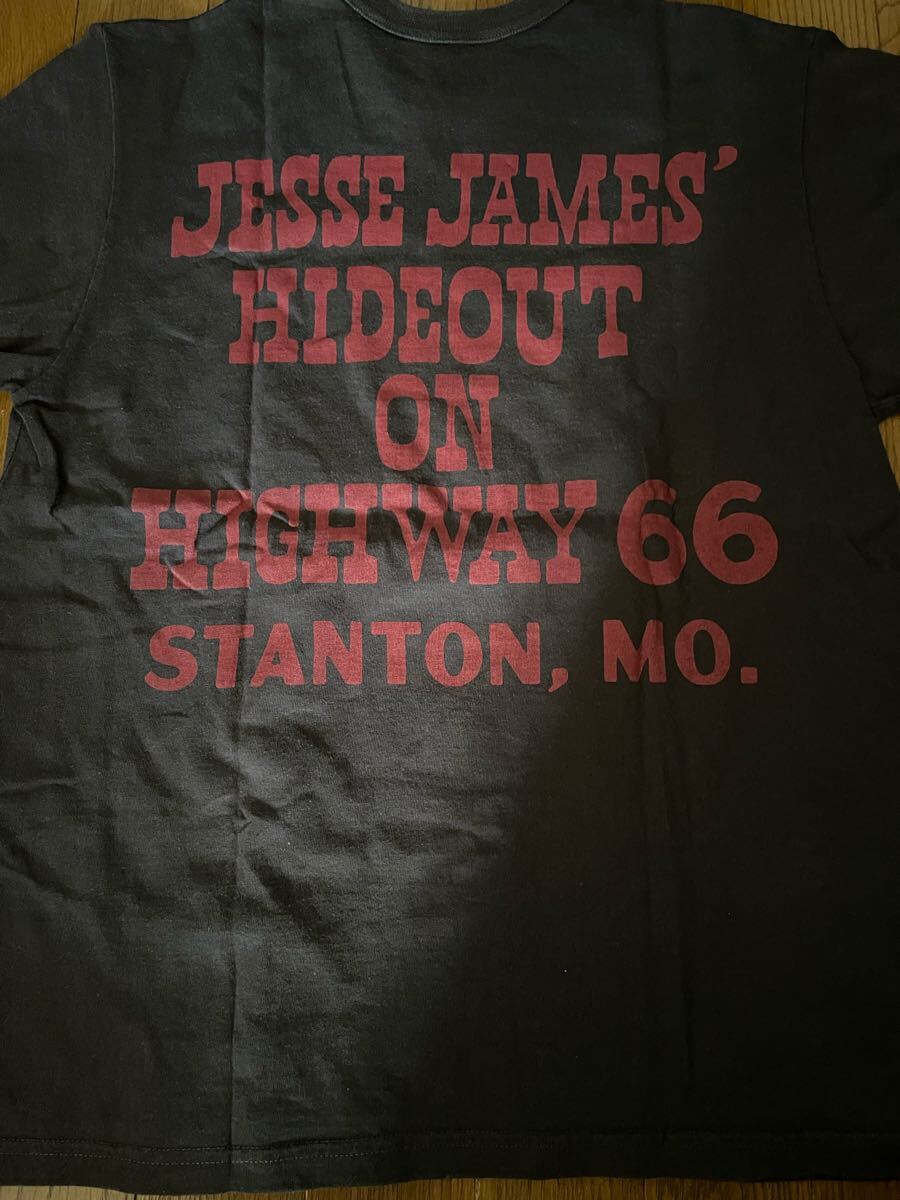 JESSE JAMES'
HIDEOUT
ON
HIGHWAY 66
STANTON, MO.